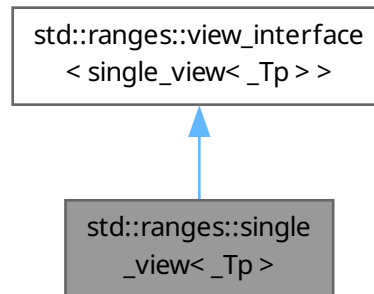 std::ranges::view_interface
< single_view< _Tp > >
std::ranges::single
_view< _Tp >